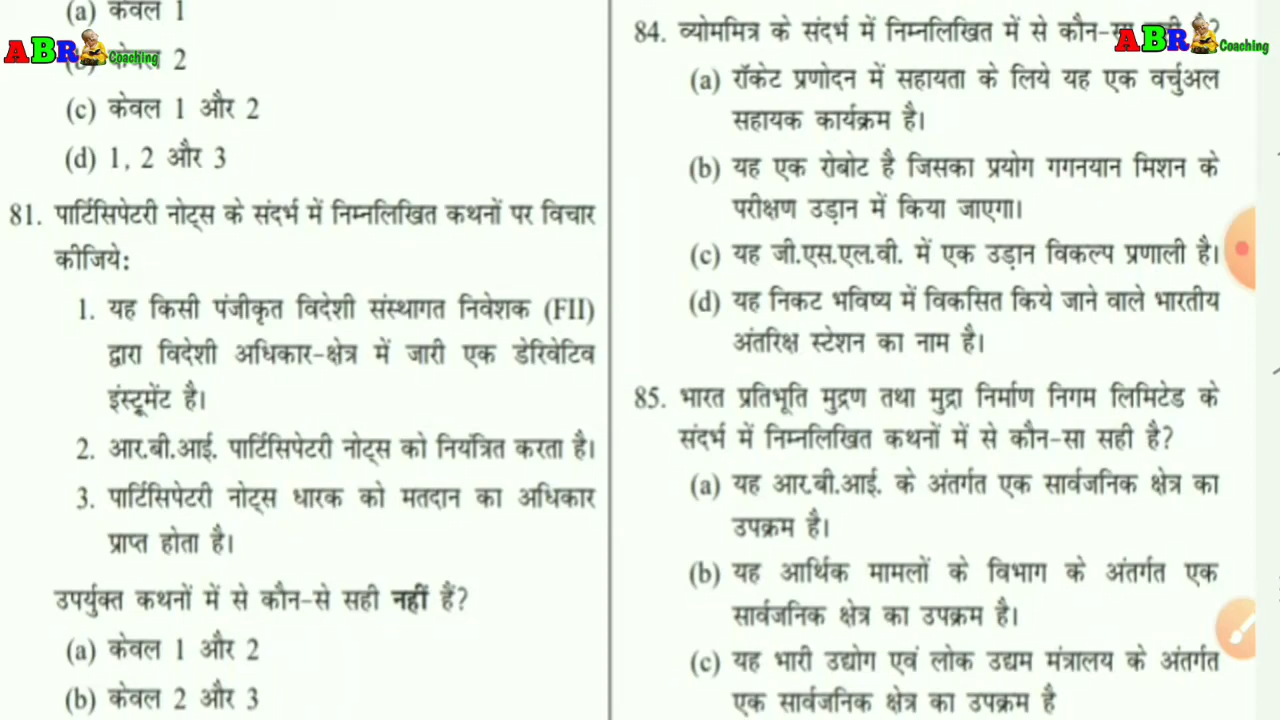 (a) केवल 1
ABR Coaching
केवल 2
(c) केवल 1 और 2
(d) 1, 2 और 3
81. पार्टिसिपेटरी नोट्स के संदर्भ में निम्नलिखित कथनों पर विचार
कीजिये:
1. यह किसी पंजीकृत विदेशी संस्थागत निवेशक (FII)
द्वारा विदेशी अधिकार-क्षेत्र में जारी एक डेरिवेटिव
इंस्ट्रूमेंट है।
2. आर.बी.आई. पार्टिसिपेटरी नोट्स को नियंत्रित करता है।
3. पार्टिसिपेटरी नोट्स धारक को मतदान का अधिकार
प्राप्त होता है।
उपर्युक्त कथनों में से कौन-से सही नहीं हैं?
(a) केवल 1 और 2
(b) केवल 2 और 3
84. व्योममित्र के संदर्भ में निम्नलिखित में से कौन-
ABR Coaching
(a) रॉकेट प्रणोदन में सहायता के लिये यह एक वर्चुअल
सहायक कार्यक्रम है।
(b) यह एक रोबोट है जिसका प्रयोग गगनयान मिशन के
परीक्षण उड़ान में किया जाएगा।
(c) यह जी.एस.एल.वी. में एक उड़ान विकल्प प्रणाली है।
(d) यह निकट भविष्य में विकसित किये जाने वाले भारतीय
अंतरिक्ष स्टेशन का नाम है।
85. भारत प्रतिभूति मुद्रण तथा मुद्रा निर्माण निगम लिमिटेड के
संदर्भ में निम्नलिखित कथनों में से कौन-सा सही है?
(a) यह आर.बी.आई. के अंतर्गत एक सार्वजनिक क्षेत्र का
उपक्रम है।
(b) यह आर्थिक मामलों के विभाग के अंतर्गत एक
सार्वजनिक क्षेत्र का उपक्रम है।
(c) यह भारी उद्योग एवं लोक उद्यम मंत्रालय के अंतर्गत
एक सार्वजनिक क्षेत्र का उपक्रम है